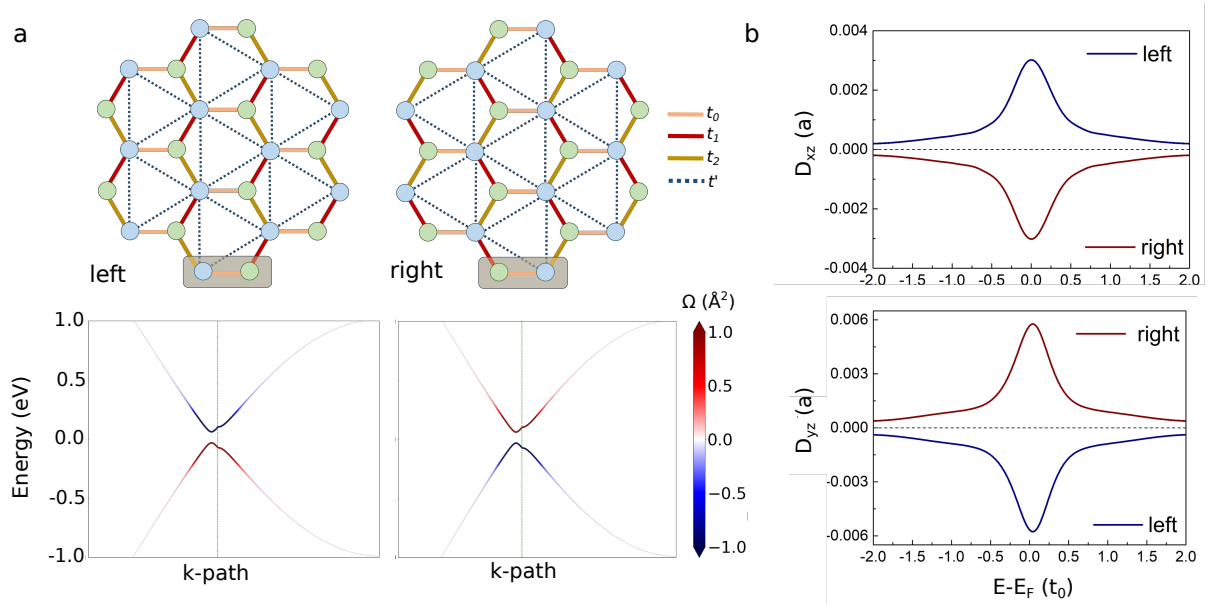 a
left
right
t0
t1
t2
t'
Ω (Å2)
1.0
0.5
0.0
-0.5
-1.0
Energy (eV)
k-path
k-path
1.0
0.5
0.0
−0.5
−1.0
b
0.004
0.002
0.000
-0.002
-0.004
Dxz (a)
left
right
-2.0 -1.5 -1.0 -0.5 0.0 0.5 1.0 1.5 2.0
0.006
0.003
0.000
-0.003
-0.006
Dyz (a)
right
left
-2.0 -1.5 -1.0 -0.5 0.0 0.5 1.0 1.5 2.0
E-EF (t0)